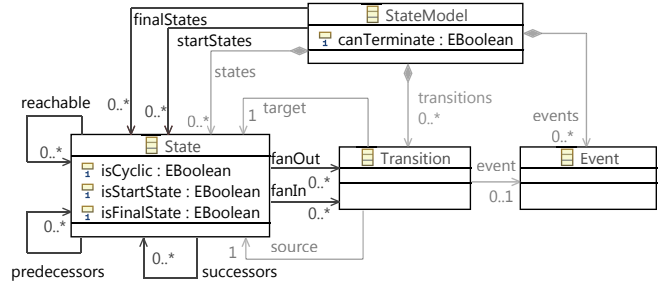 finalStates
StateModel
startStates
canTerminate : EBoolean
states
reachable
0..*
0..*
0..*
1
target
transitions
0..*
events
0..*
0..*
State
fanOut
Transition
event
Event
isCyclic : EBoolean
0..*
isStartState : EBoolean
fanIn
0..1
isFinalState : EBoolean
0..*
0..*
0..*
1
source
predecessors
successors